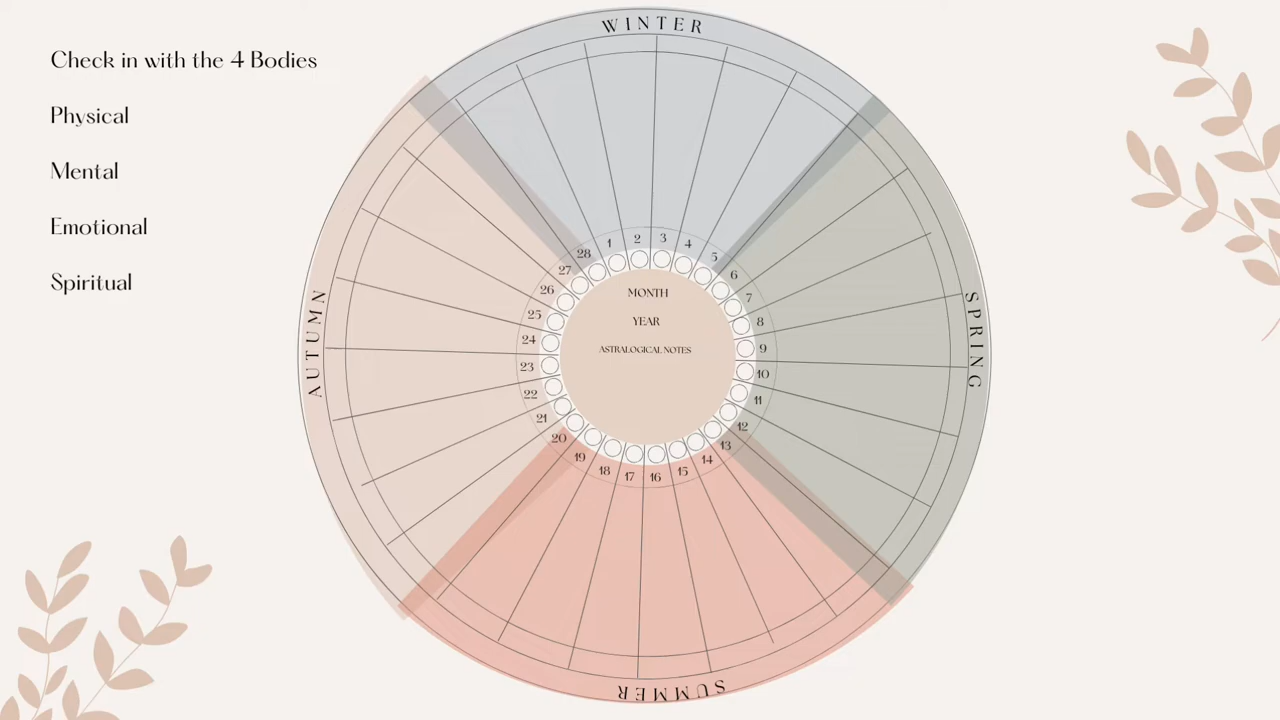 Check in with the 4 Bodies
Physical
Mental
Emotional
Spiritual
WINTER
SPRING
SUMMER
AUTUMN
1
2
3
4
5
6
7
8
9
10
11
12
13
14
15
16
17
18
19
20
21
22
23
24
25
26
27
28
MONTH
YEAR
ASTRALOGICAL NOTES